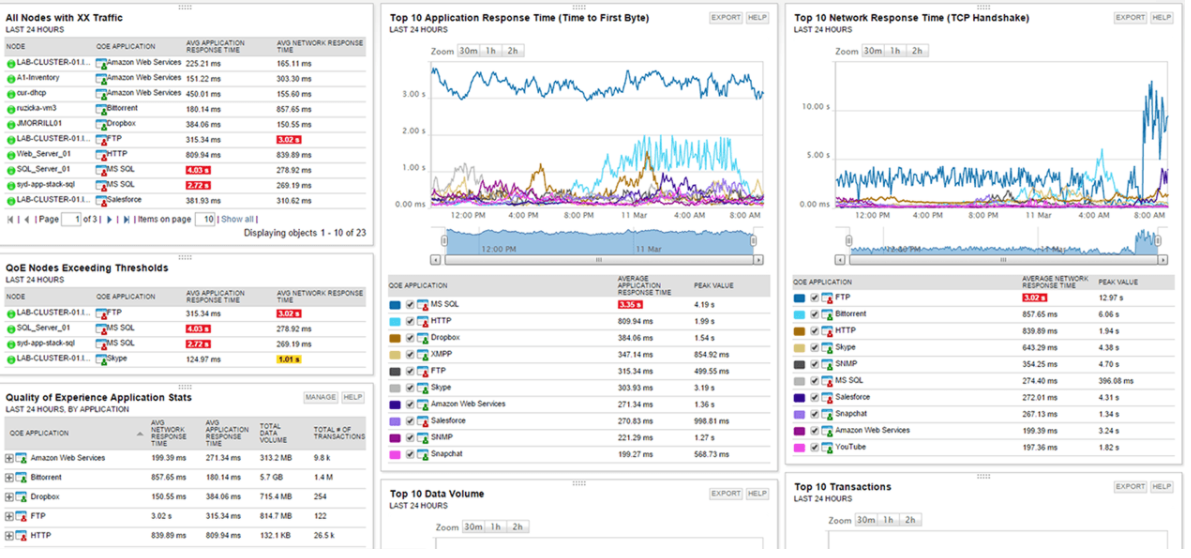 All Nodes with XX Traffic
LAST 24 HOURS
NODE QOE APPLICATION AVG APPLICATION RESPONSE TIME AVG NETWORK RESPONSE TIME
LAB-CLUSTER-01.l... Amazon Web Services 225.21 ms 165.11 ms
A1-Inventory Amazon Web Services 151.22 ms 303.30 ms
cur-dhcp Amazon Web Services 450.01 ms 155.60 ms
ruzicka-vm3 Bittorrent 180.14 ms 857.65 ms
JMORRILL01 Dropbox 384.06 ms 150.55 ms
LAB-CLUSTER-01.l... FTP 315.34 ms 3.02 s
Web_Server_01 HTTP 809.94 ms 839.89 ms
SQL_Server_01 MS SQL 4.03 s 278.92 ms
syd-app-stack-sql MS SQL 2.72 s 269.19 ms
LAB-CLUSTER-01.l... Salesforce 381.93 ms 310.62 ms
Page 1 of 3 | Items on page 10 | Show all |
Displaying objects 1 - 10 of 23
QoE Nodes Exceeding Thresholds
LAST 24 HOURS
NODE QOE APPLICATION AVG APPLICATION RESPONSE TIME AVG NETWORK RESPONSE TIME
LAB-CLUSTER-01.l... FTP 315.34 ms 3.02 s
SQL_Server_01 MS SQL 4.03 s 278.92 ms
syd-app-stack-sql MS SQL 2.72 s 269.19 ms
LAB-CLUSTER-01.l... Skype 124.97 ms 1.01 s
Quality of Experience Application Stats MANAGE HELP
LAST 24 HOURS, BY APPLICATION
QOE APPLICATION AVG NETWORK RESPONSE TIME AVG APPLICATION RESPONSE TIME TOTAL DATA VOLUME TOTAL # OF TRANSACTIONS
Amazon Web Services 199.39 ms 271.34 ms 313.2 MB 9.8 k
Bittorrent 857.65 ms 180.14 ms 5.7 GB 1.4 M
Dropbox 150.55 ms 384.06 ms 715.4 MB 254
FTP 3.02 s 315.34 ms 814.7 MB 122
HTTP 839.89 ms 809.94 ms 132.1 KB 26.5 k
Top 10 Application Response Time (Time to First Byte) EXPORT HELP
LAST 24 HOURS
Zoom 30m 1h 2h
3.00 s
2.00 s
1.00 s
0.00 ms
12:00 PM 4:00 PM 8:00 PM 11 Mar 4:00 AM 8:00 AM
12:00 PM 11 Mar
QOE APPLICATION AVERAGE APPLICATION RESPONSE TIME PEAK VALUE
MS SQL 3.35 s 4.19 s
HTTP 809.94 ms 1.99 s
Dropbox 384.06 ms 1.54 s
XMPP 347.14 ms 854.92 ms
FTP 315.34 ms 499.55 ms
Skype 303.93 ms 3.19 s
Amazon Web Services 271.34 ms 1.36 s
Salesforce 270.83 ms 998.81 ms
SNMP 221.29 ms 1.27 s
Snapchat 199.27 ms 568.73 ms
Top 10 Data Volume EXPORT HELP
LAST 24 HOURS
Zoom 30m 1h 2h
Top 10 Network Response Time (TCP Handshake) EXPORT HELP
LAST 24 HOURS
Zoom 30m 1h 2h
10.00 s
5.00 s
0.00 ms
12:00 PM 4:00 PM 8:00 PM 11 Mar 4:00 AM 8:00 AM
12:00 PM 11 Mar
QOE APPLICATION AVERAGE NETWORK RESPONSE TIME PEAK VALUE
FTP 3.02 s 12.97 s
Bittorrent 857.65 ms 6.06 s
HTTP 839.89 ms 1.94 s
Skype 643.29 ms 4.38 s
SNMP 354.25 ms 4.70 s
MS SQL 274.40 ms 396.08 ms
Salesforce 272.01 ms 4.31 s
Snapchat 267.13 ms 1.34 s
Amazon Web Services 199.39 ms 3.24 s
YouTube 197.36 ms 1.82 s
Top 10 Transactions EXPORT HELP
LAST 24 HOURS
Zoom 30m 1h 2h